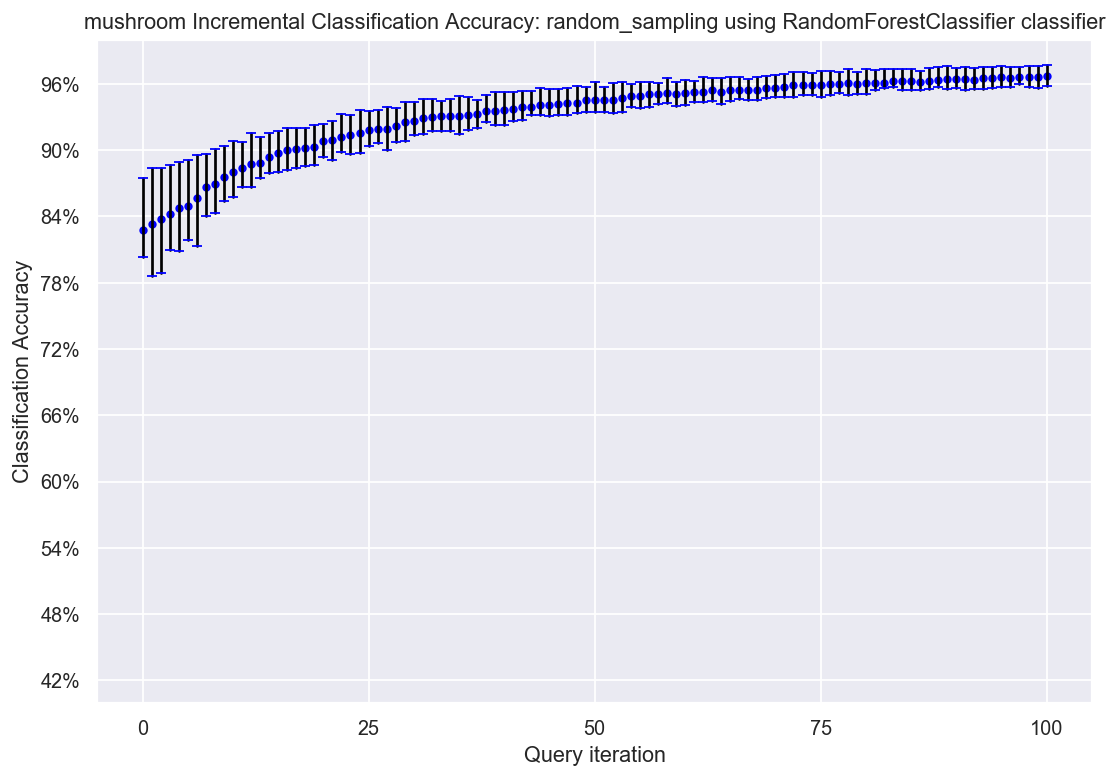 mushroom Incremental Classification Accuracy: random_sampling using RandomForestClassifier classifier
96%
90%
84%
78%
72%
66%
60%
54%
48%
42%
Classification Accuracy
0 25 50 75 100
Query iteration